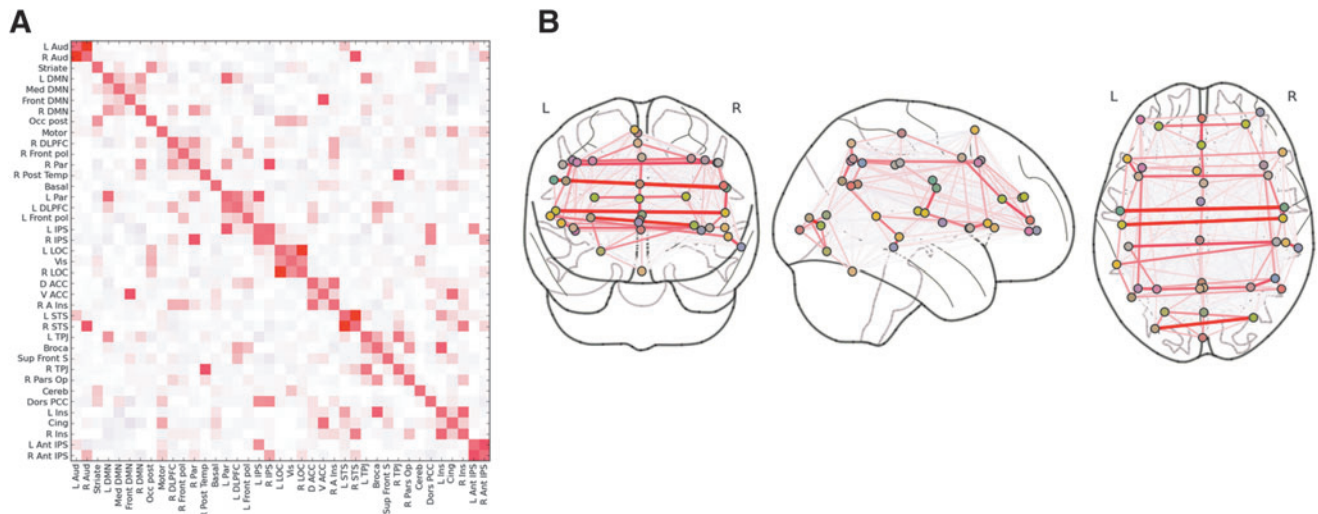 A
B
L Aud
R Aud
Striate
L DMN
Med DMN
Front DMN
R DMN
Occ post
Motor
R DLPFC
R Front pol
R Par
R Post Temp
Basal
L Par
L DLPFC
L Front pol
L IPS
R IPS
L LOC
Vis
R LOC
D ACC
V ACC
R A Ins
L STS
R STS
L TPJ
Broca
Sup Front S
R TPJ
R Pars Op
Cereb
Dors PCC
L Ins
Cing
R Ins
L Ant IPS
R Ant IPS
L Aud
R Aud
Striate
L DMN
Med DMN
Front DMN
R DMN
Occ post
Motor
R DLPFC
R Front pol
R Par
R Post Temp
Basal
L Par
L DLPFC
L Front pol
L IPS
R IPS
L LOC
Vis
R LOC
D ACC
V ACC
R A Ins
L STS
R STS
L TPJ
Broca
Sup Front S
R TPJ
R Pars Op
Cereb
Dors PCC
L Ins
Cing
R Ins
L Ant IPS
R Ant IPS
L R
L R